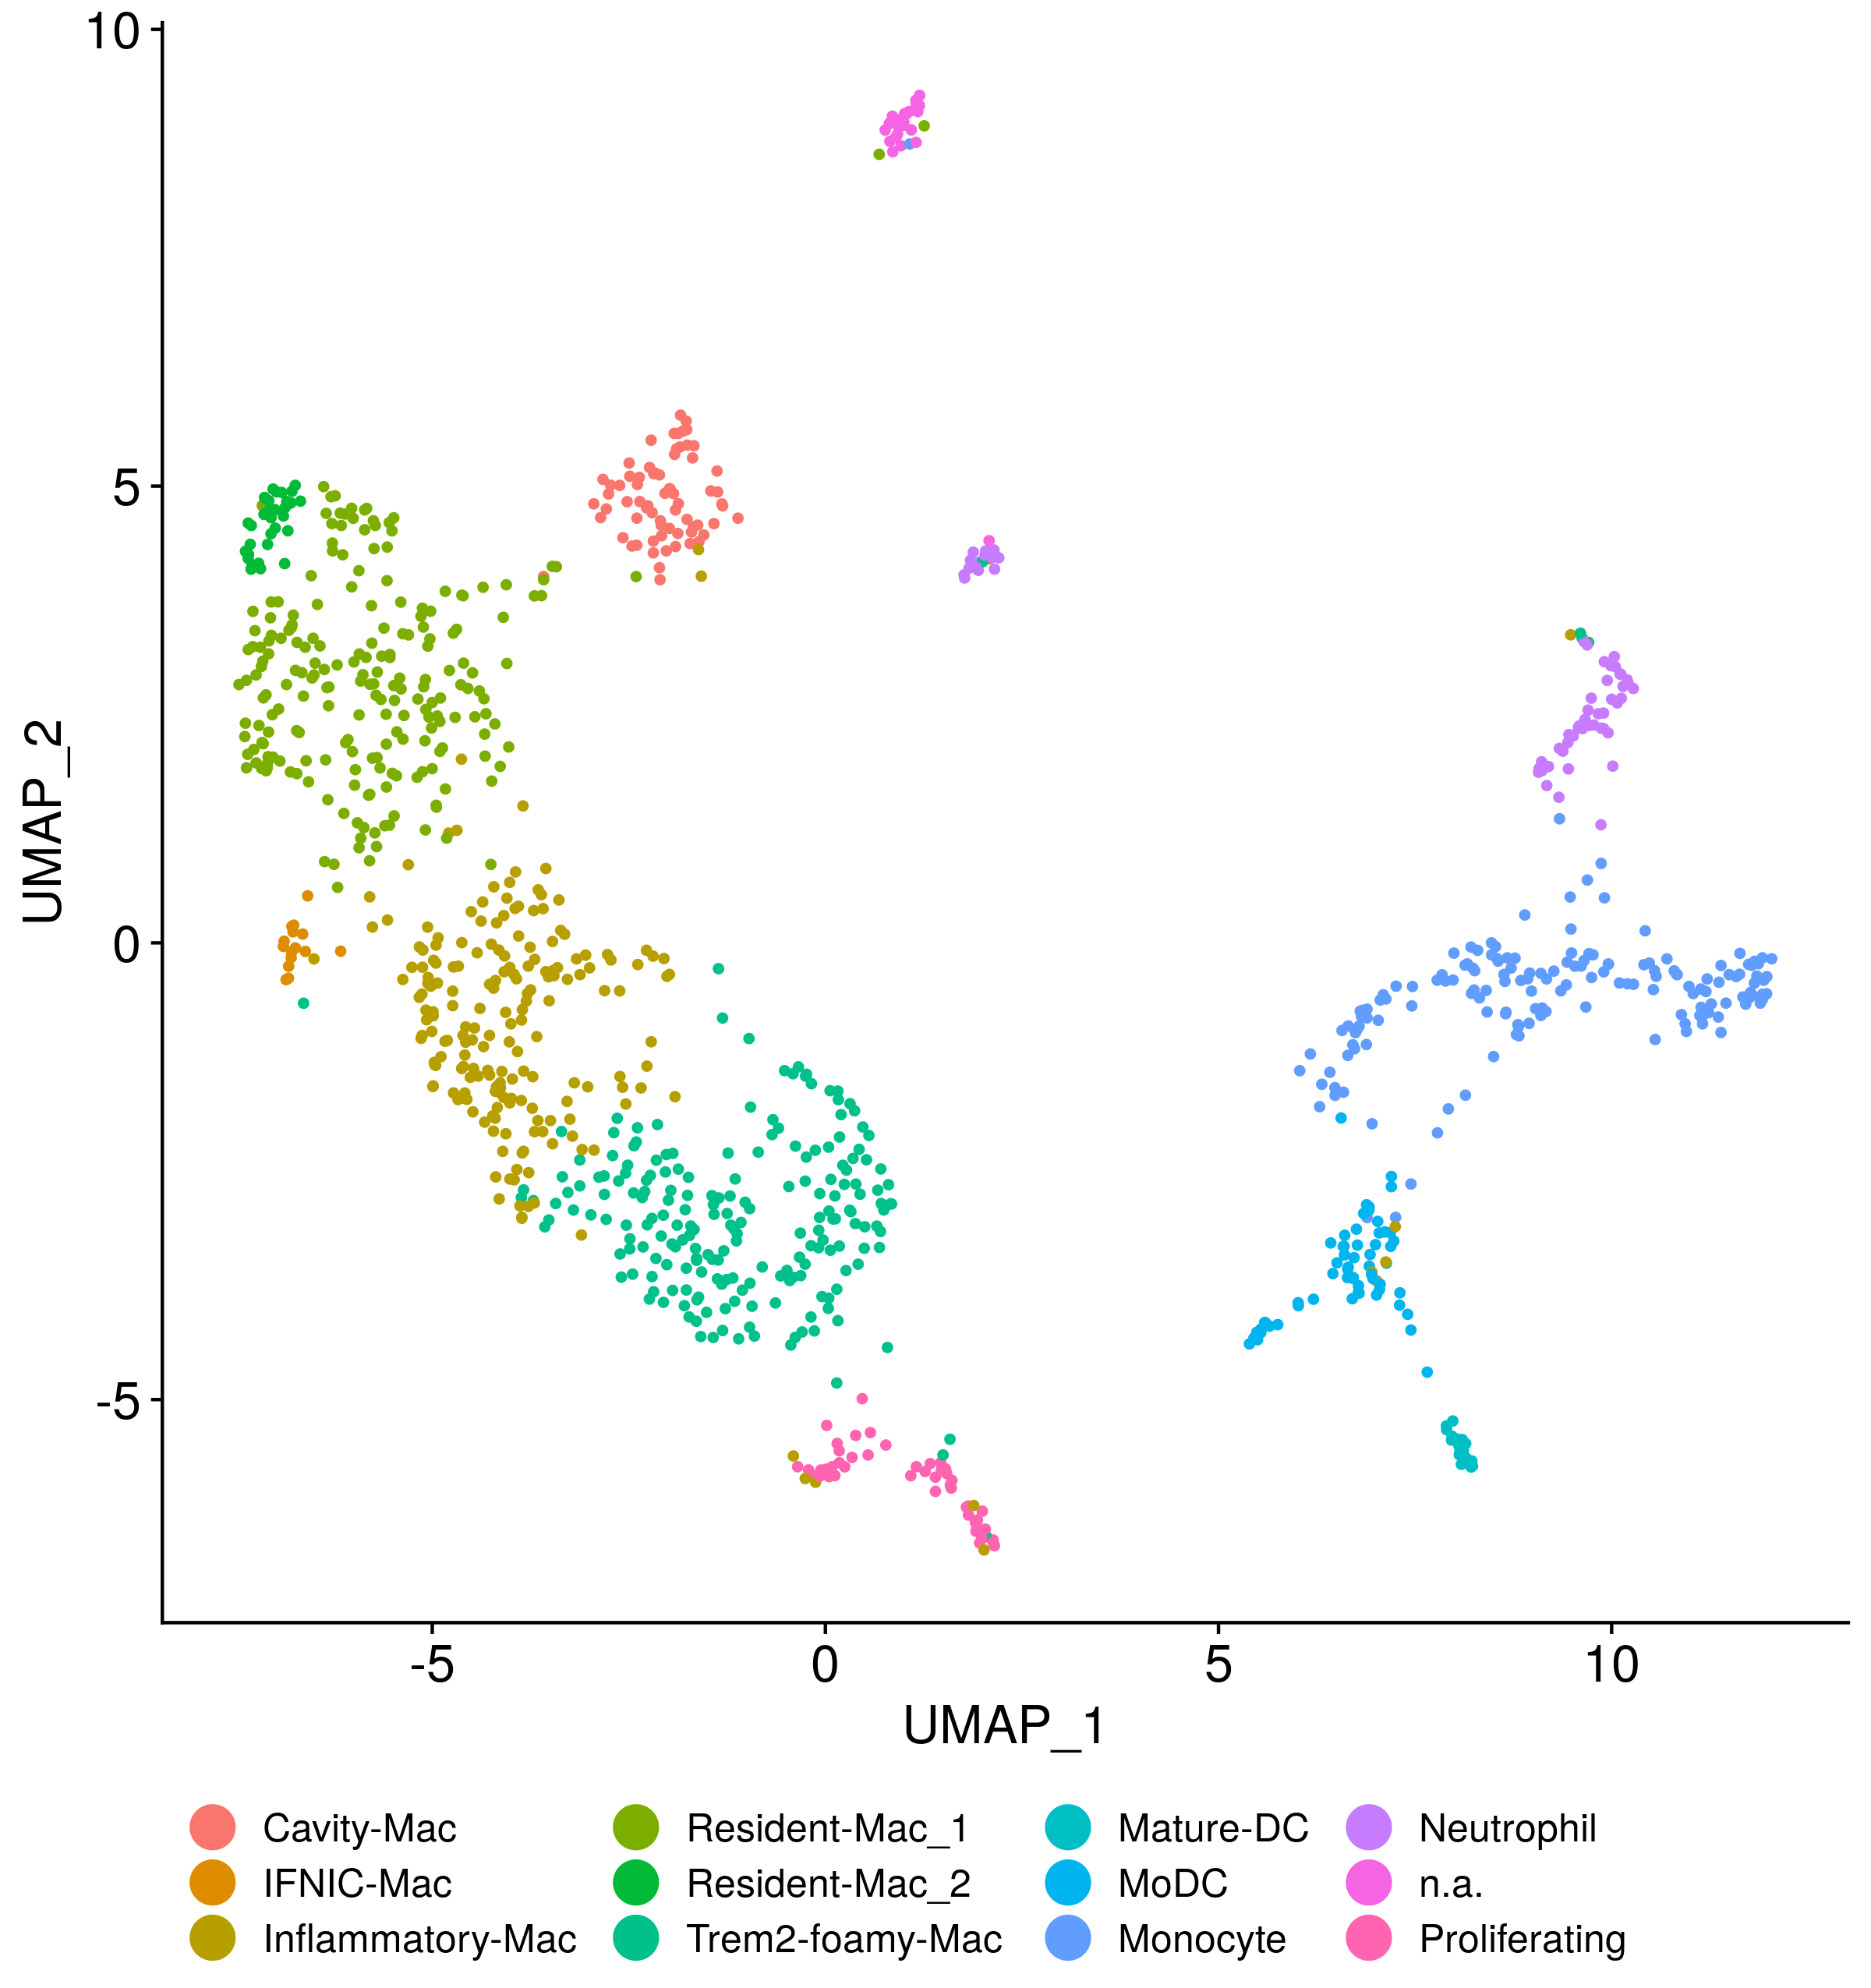 10
5
0
-5
UMAP_2
-5 0 5 10
UMAP_1
Cavity-Mac Resident-Mac_1 Mature-DC Neutrophil
IFNIC-Mac Resident-Mac_2 MoDC n.a.
Inflammatory-Mac Trem2-foamy-Mac Monocyte Proliferating